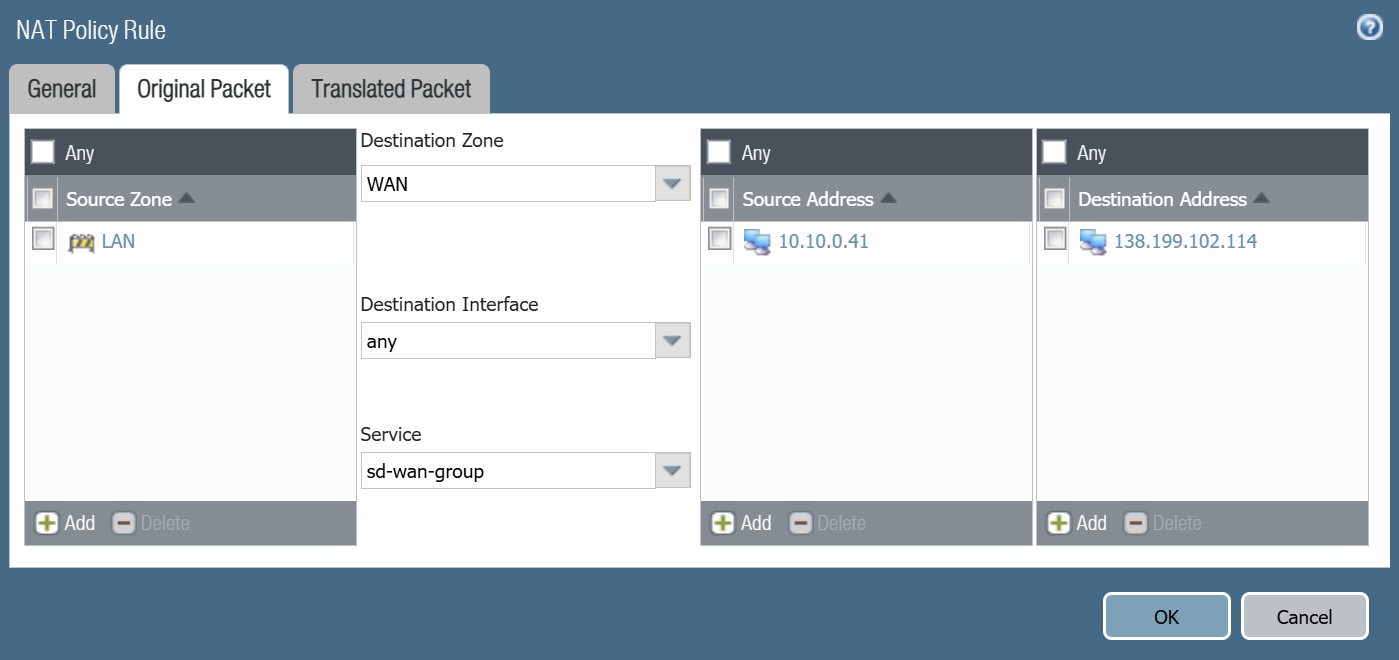 NAT Policy Rule
?
General
Original Packet
Translated Packet
Any
Source Zone
LAN
Add
Delete
Destination Zone
WAN
Destination Interface
any
Service
sd-wan-group
Any
Source Address
10.10.0.41
Add
Delete
Any
Destination Address
138.199.102.114
Add
Delete
OK
Cancel